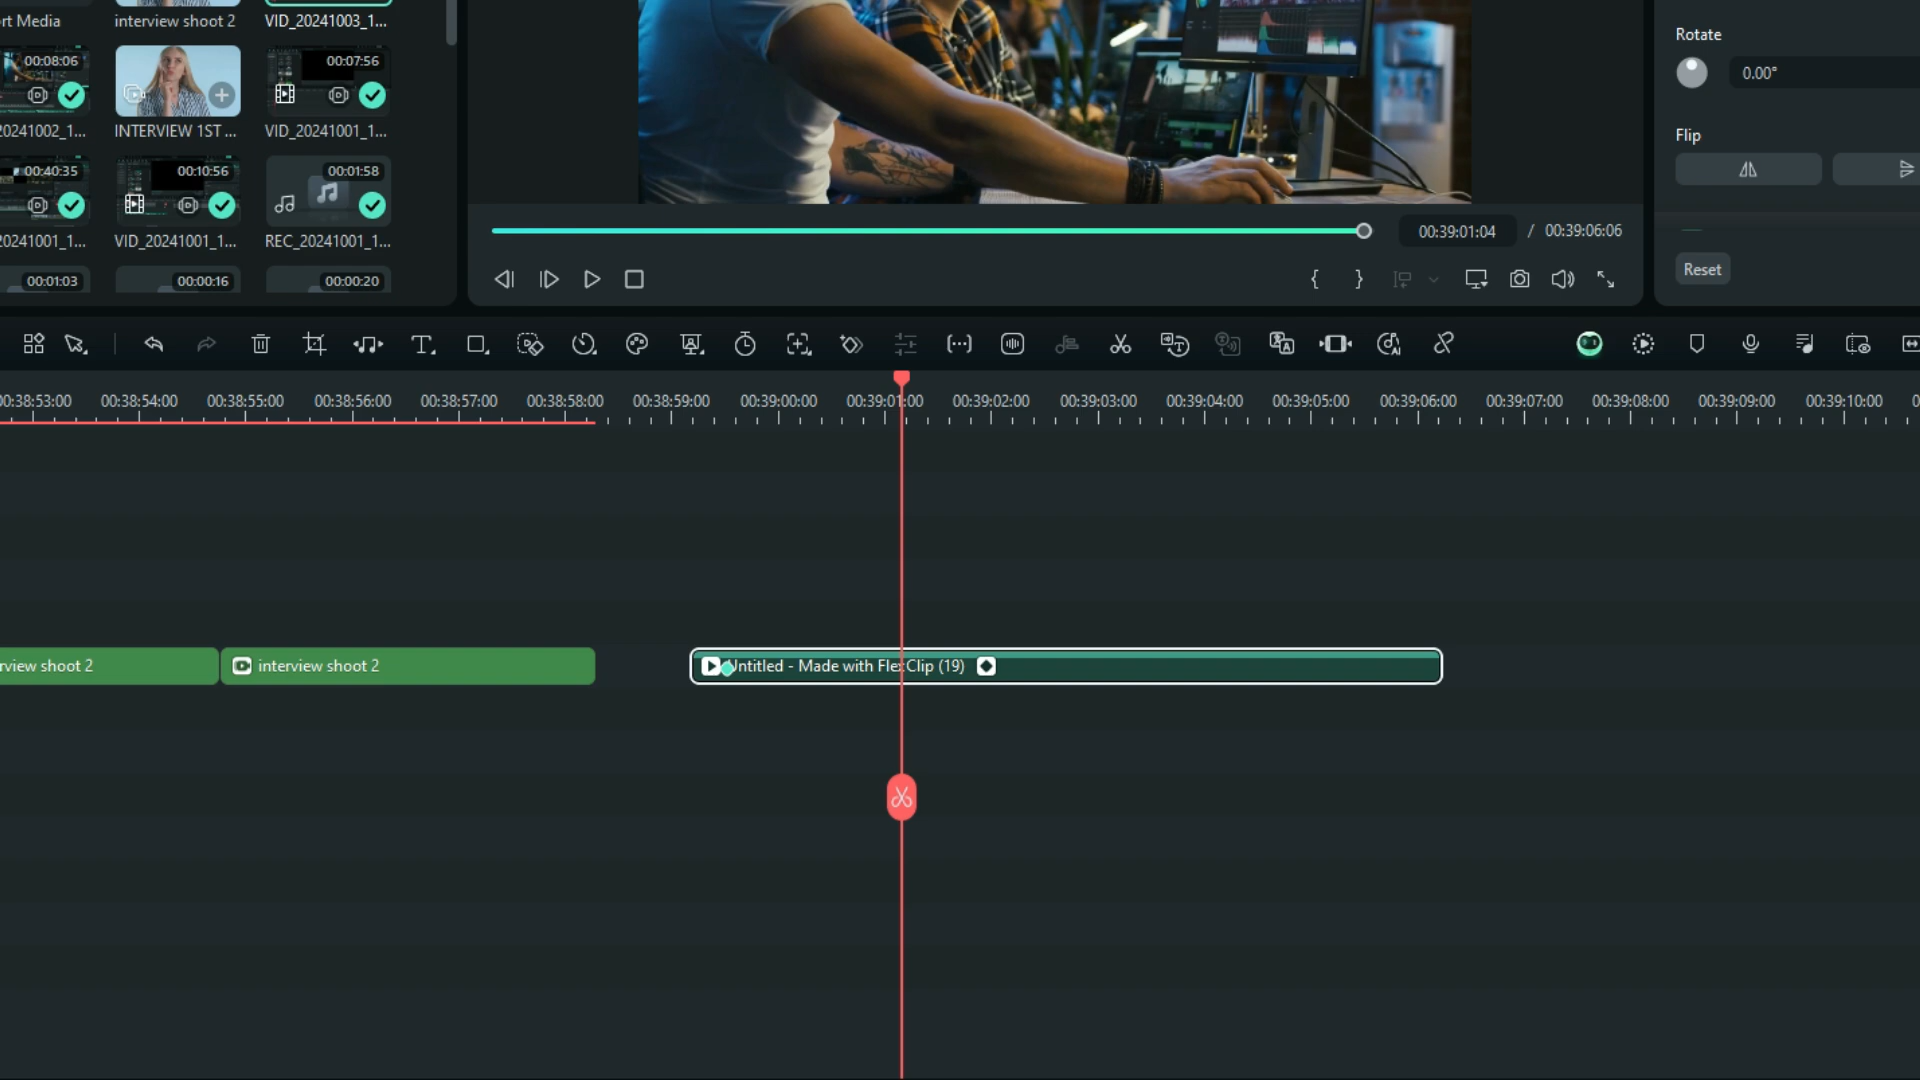 rt Media
interview shoot 2
VID_20241003_1...
00:08:06
00:07:56
20241002_1...
INTERVIEW 1ST ...
VID_20241001_1...
00:40:35
00:10:56
00:01:58
20241001_1...
VID_20241001_1...
REC_20241001_1...
00:01:03
00:00:16
00:00:20
00:39:01:04 / 00:39:06:06
Rotate
0.00°
Flip
Reset
00:38:53:00 00:38:54:00 00:38:55:00 00:38:56:00 00:38:57:00 00:38:58:00 00:38:59:00 00:39:00:00 00:39:01:00 00:39:02:00 00:39:03:00 00:39:04:00 00:39:05:00 00:39:06:00 00:39:07:00 00:39:08:00 00:39:09:00 00:39:10:00 0
rview shoot 2
interview shoot 2
Untitled - Made with FlexClip (19)